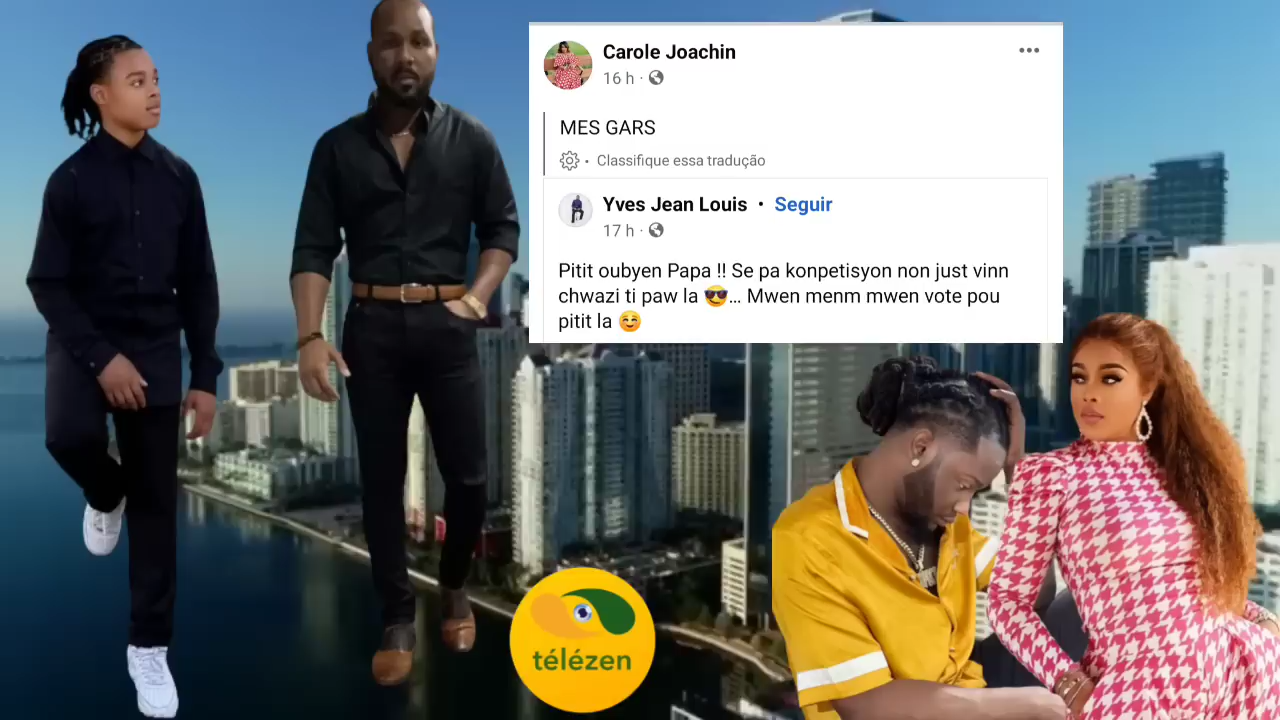 Carole Joachin
16 h ·
MES GARS
· Classifique essa tradução
Yves Jean Louis · Seguir
17 h ·
Pitit oubyen Papa !! Se pa konpetisyon non just vinn
chwazi ti paw la 😎... Mwen menm mwen vote pou
pitit la ☺️
télézen